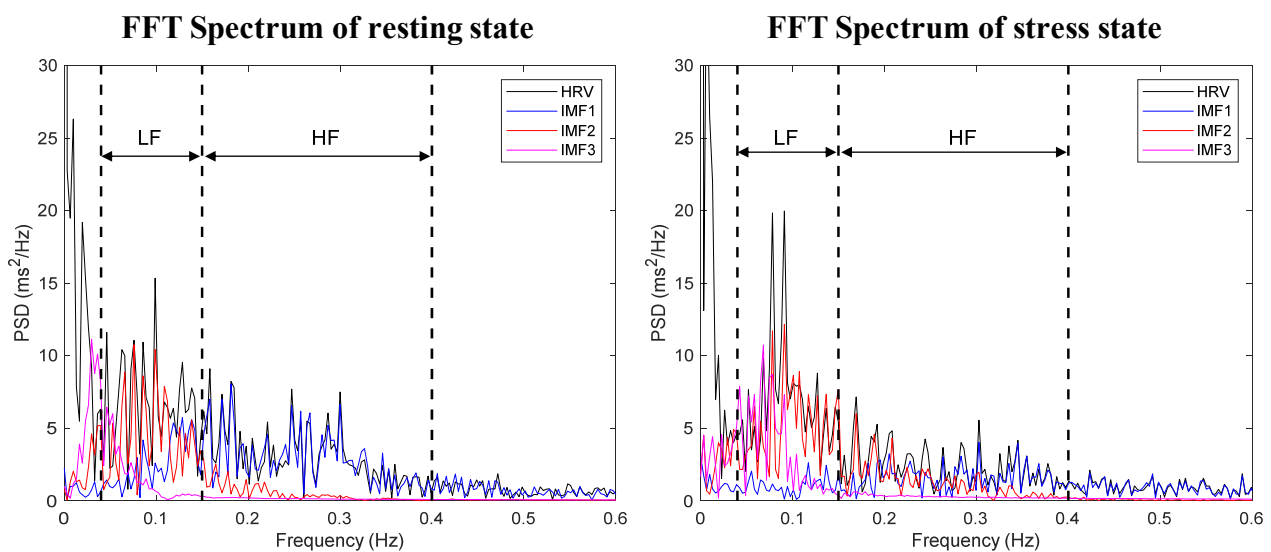 FFT Spectrum of resting state
30
25
20
15
10
5
0
PSD (ms²/Hz)
LF
HF
HRV
IMF1
IMF2
IMF3
0
0.1
0.2
0.3
0.4
0.5
0.6
Frequency (Hz)
FFT Spectrum of stress state
30
25
20
15
10
5
0
PSD (ms²/Hz)
LF
HF
HRV
IMF1
IMF2
IMF3
0
0.1
0.2
0.3
0.4
0.5
0.6
Frequency (Hz)